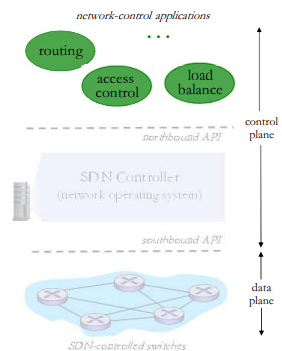 network-control applications
...
routing
access
control
load
balance
control
plane
northbound API
SDN Controller
(network operating system)
southbound API
data
plane
SDN-controlled switches